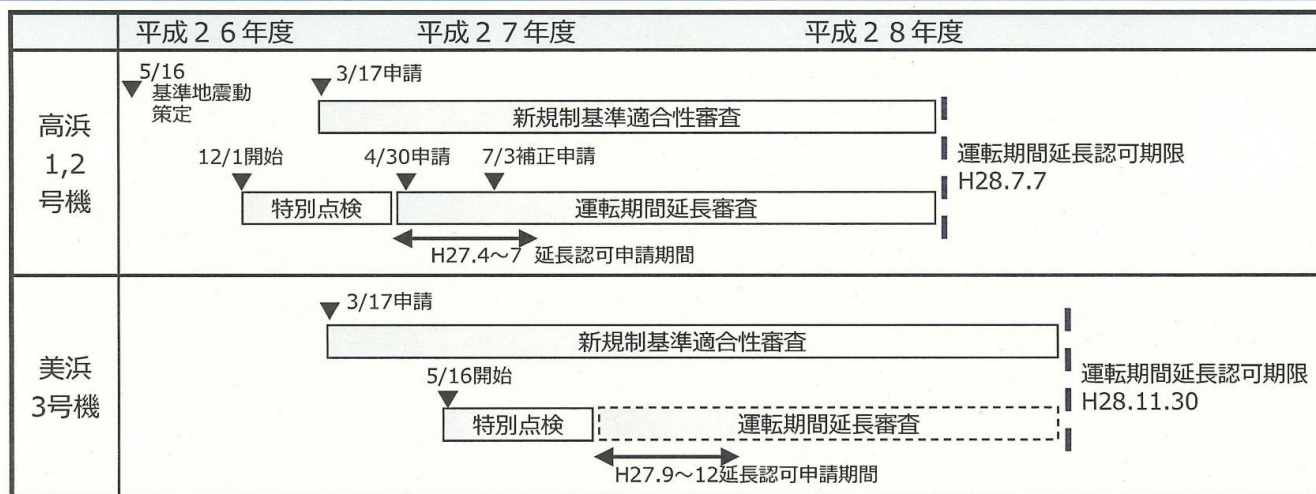 平成２６年度 平成２７年度 平成２８年度
高浜
1,2
号機
5/16
基準地震動
策定
3/17申請
新規制基準適合性審査
12/1開始
4/30申請
7/3補正申請
特別点検
運転期間延長審査
H27.4～7 延長認可申請期間
運転期間延長認可期限
H28.7.7
美浜
3号機
3/17申請
新規制基準適合性審査
5/16開始
特別点検
運転期間延長審査
H27.9～12延長認可申請期間
運転期間延長認可期限
H28.11.30